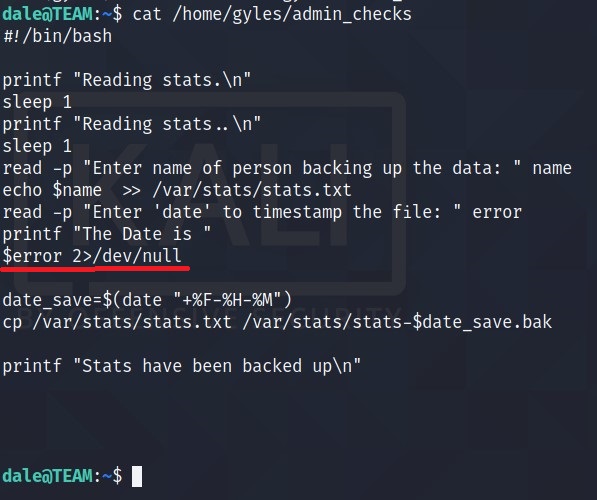 dale@TEAM:~$ cat /home/gyles/admin_checks
#!/bin/bash
printf "Reading stats.\n"
sleep 1
printf "Reading stats..\n"
sleep 1
read -p "Enter name of person backing up the data: " name
echo $name  >> /var/stats/stats.txt
read -p "Enter 'date' to timestamp the file: " error
printf "The Date is "
$error 2>/dev/null
date_save=$(date "+%F-%H-%M")
cp /var/stats/stats.txt /var/stats/stats-$date_save.bak
printf "Stats have been backed up\n"
dale@TEAM:~$
KALI